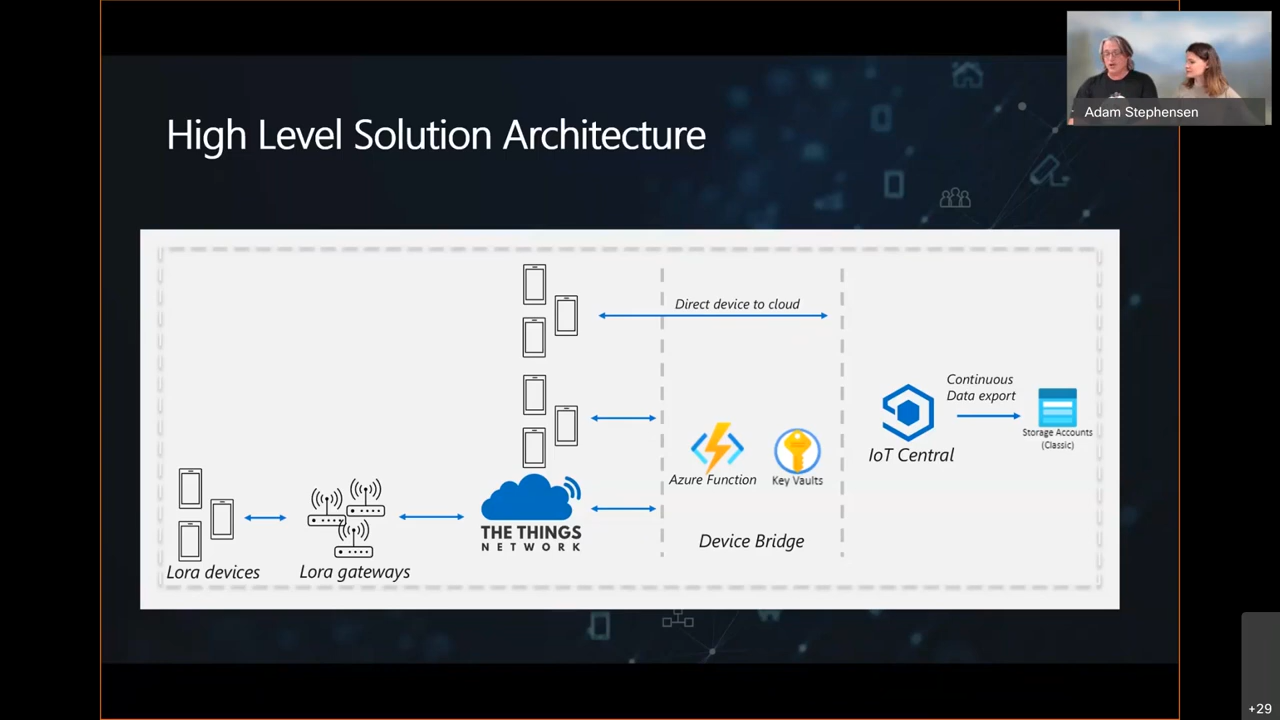 Adam Stephensen
High Level Solution Architecture
Direct device to cloud
Continuous
Data export
Storage Accounts
(Classic)
IoT Central
Azure Function
Key Vaults
THE THINGS
NETWORK
Device Bridge
Lora devices
Lora gateways
+29